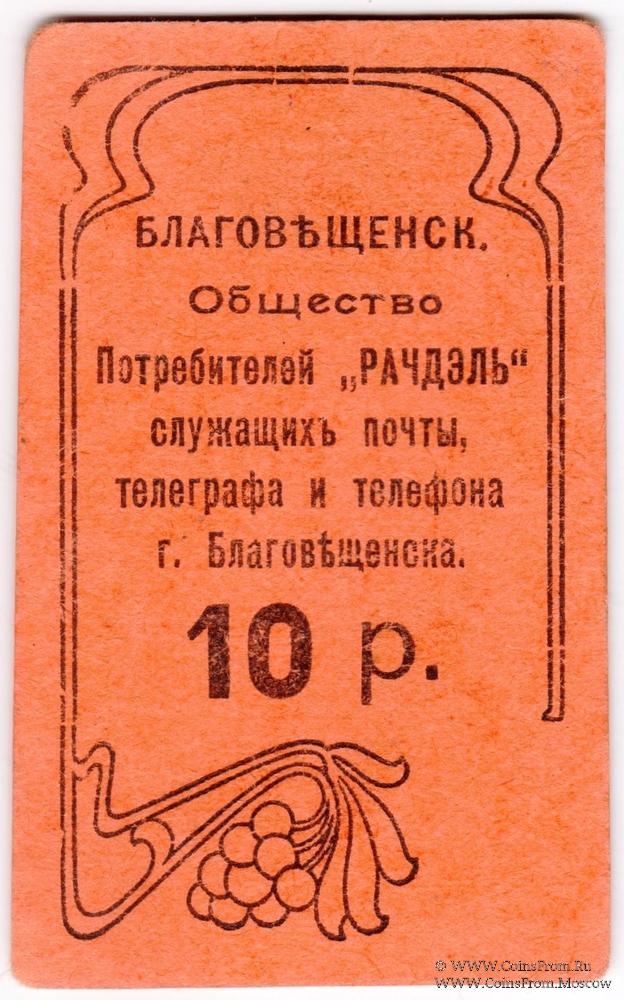 БЛАГОВѢЩЕНСК.
Общество
Потребителей „РАЧДЭЛЬ“
служащихъ почты,
телеграфа и телефона
г. Благовѣщенска.
10 р.
© www.CoinsFrom.Ru
www.CoinsFrom.Moscow